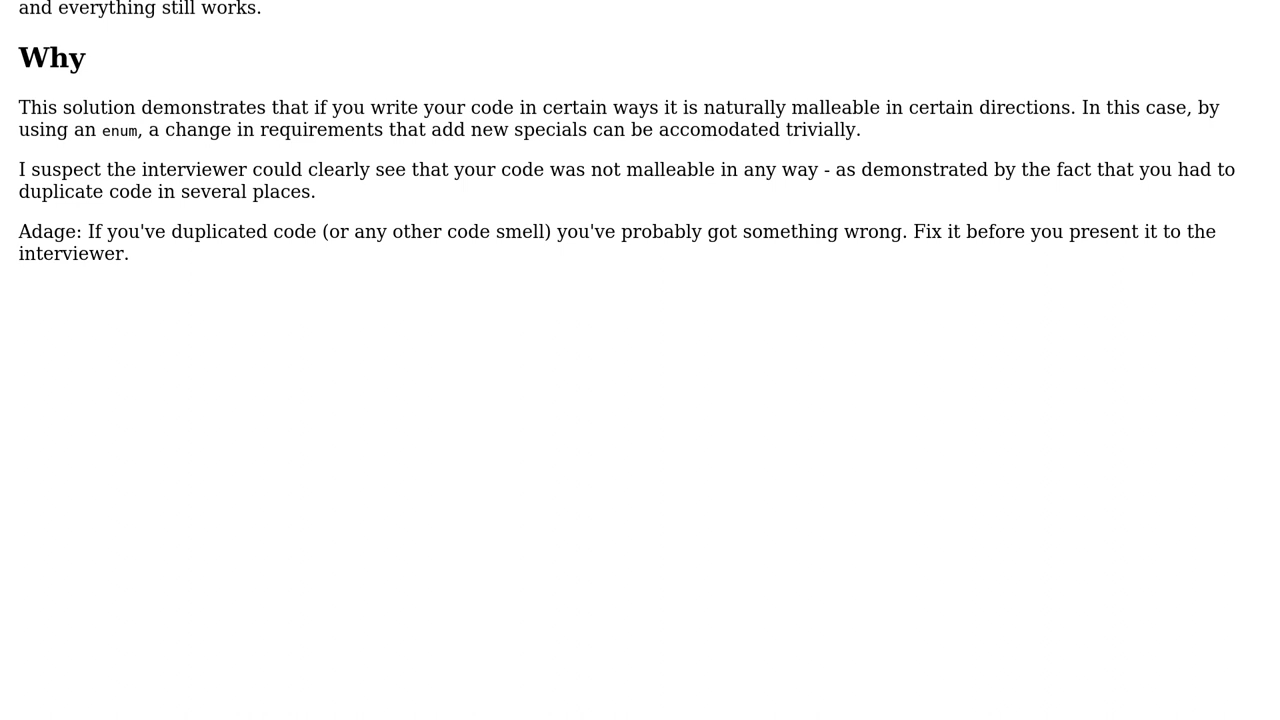 and everything still works.
Why
This solution demonstrates that if you write your code in certain ways it is naturally malleable in certain directions. In this case, by
using an enum, a change in requirements that add new specials can be accomodated trivially.
I suspect the interviewer could clearly see that your code was not malleable in any way - as demonstrated by the fact that you had to
duplicate code in several places.
Adage: If you've duplicated code (or any other code smell) you've probably got something wrong. Fix it before you present it to the
interviewer.